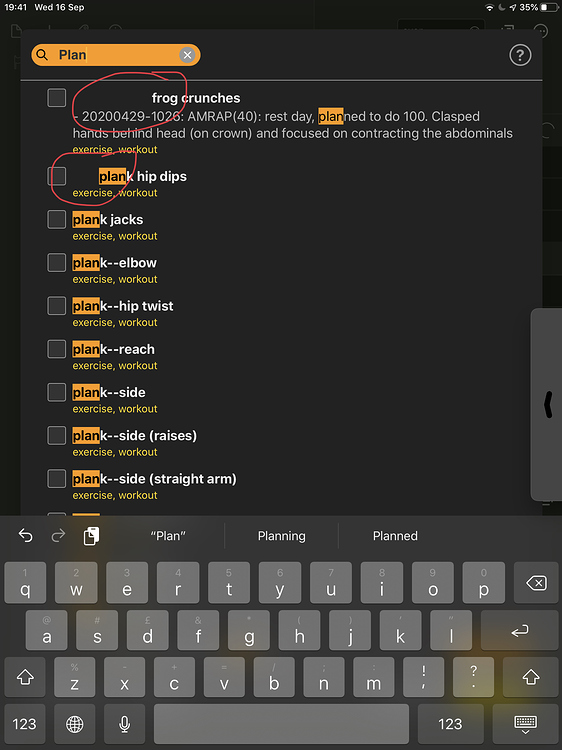 19:41 Wed 16 Sep 35%
Plan
?
frog crunches
- 20200429-1026: AMRAP(40): rest day, planned to do 100. Clasped
hands behind head (on crown) and focused on contracting the abdominals
exercise, workout
plank hip dips
exercise, workout
plank jacks
exercise, workout
plank--elbow
exercise, workout
plank--hip twist
exercise, workout
plank--reach
exercise, workout
plank--side
exercise, workout
plank--side (raises)
exercise, workout
plank--side (straight arm)
exercise, workout
“Plan” Planning Planned
1 2 3 4 5 6 7 8 9 0
q w e r t y u i o p
@ # £ & * ( ) ' "
a s d f g h j k l
% - + = / ; : ! ?
z x c v b n m , .
123 123